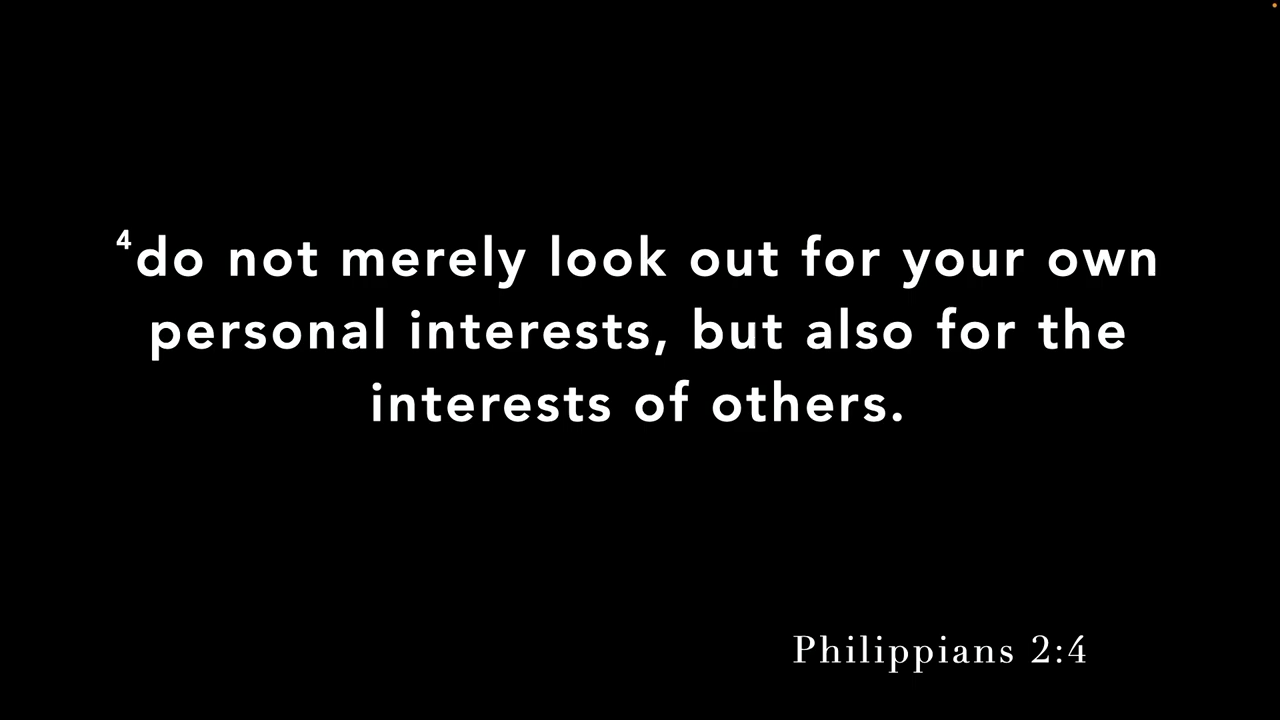 ⁴do not merely look out for your own
personal interests, but also for the
interests of others.
Philippians 2:4